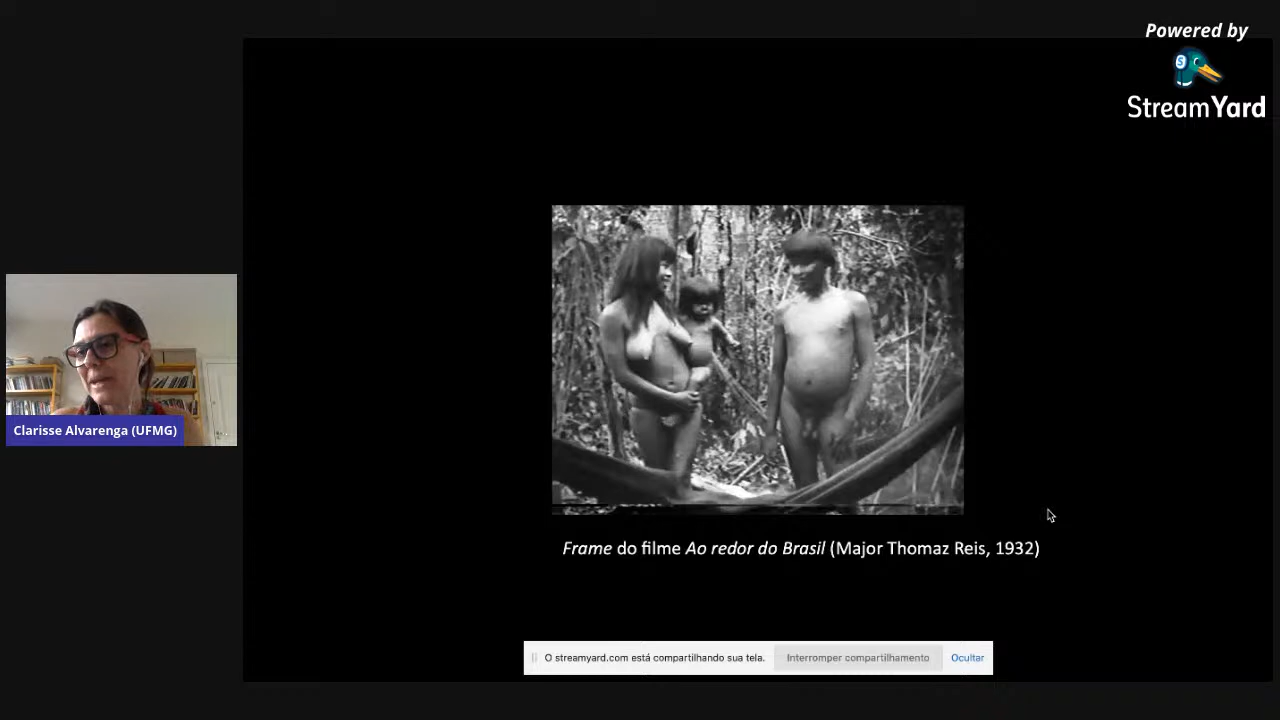 Powered by
StreamYard
Clarisse Alvarenga (UFMG)
Frame do filme Ao redor do Brasil (Major Thomaz Reis, 1932)
O streamyard.com está compartilhando sua tela. Interromper compartilhamento Ocultar